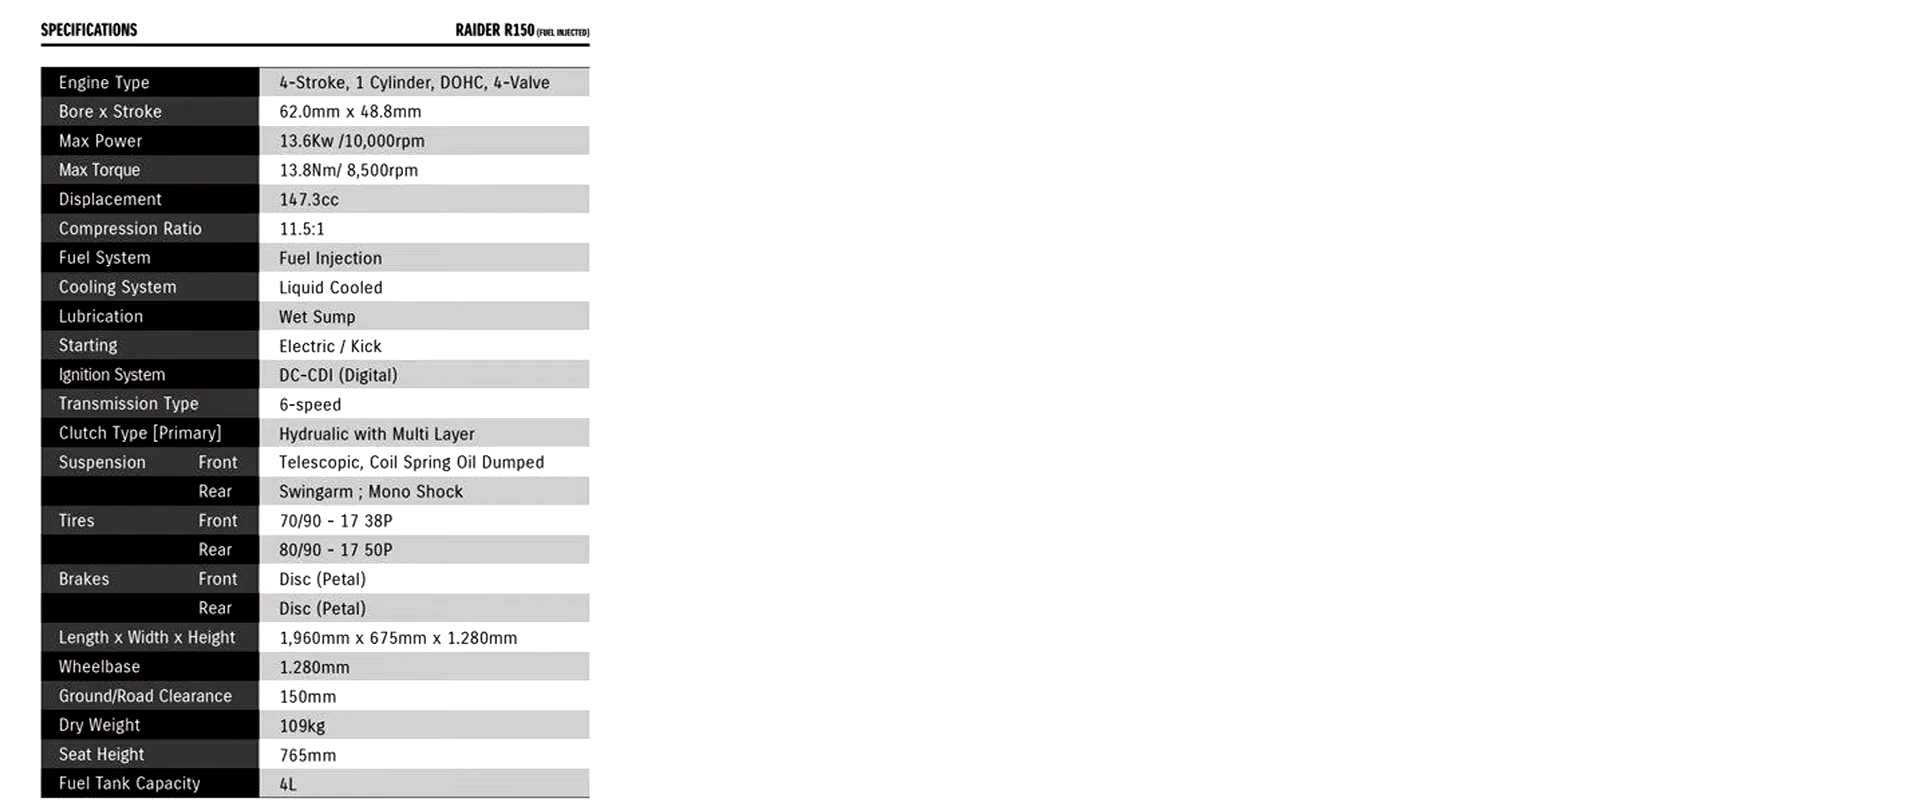 SPECIFICATIONS RAIDER R150 (FUEL INJECTED)
Engine Type 4-Stroke, 1 Cylinder, DOHC, 4-Valve
Bore x Stroke 62.0mm x 48.8mm
Max Power 13.6Kw /10,000rpm
Max Torque 13.8Nm/ 8,500rpm
Displacement 147.3cc
Compression Ratio 11.5:1
Fuel System Fuel Injection
Cooling System Liquid Cooled
Lubrication Wet Sump
Starting Electric / Kick
Ignition System DC-CDI (Digital)
Transmission Type 6-speed
Clutch Type [Primary] Hydrualic with Multi Layer
Suspension Front Telescopic, Coil Spring Oil Dumped
Rear Swingarm ; Mono Shock
Tires Front 70/90 - 17 38P
Rear 80/90 - 17 50P
Brakes Front Disc (Petal)
Rear Disc (Petal)
Length x Width x Height 1,960mm x 675mm x 1.280mm
Wheelbase 1.280mm
Ground/Road Clearance 150mm
Dry Weight 109kg
Seat Height 765mm
Fuel Tank Capacity 4L